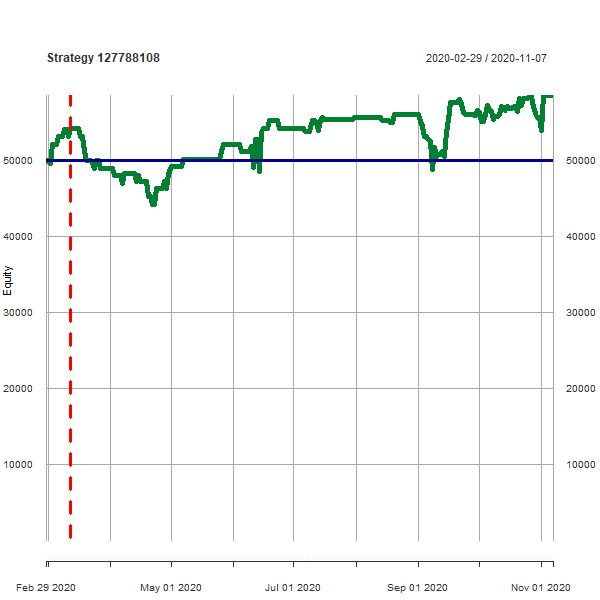 Strategy 127788108
2020-02-29 / 2020-11-07
Equity
50000
50000
40000
40000
30000
30000
20000
20000
10000
10000
Feb 29 2020
May 01 2020
Jul 01 2020
Sep 01 2020
Nov 01 2020